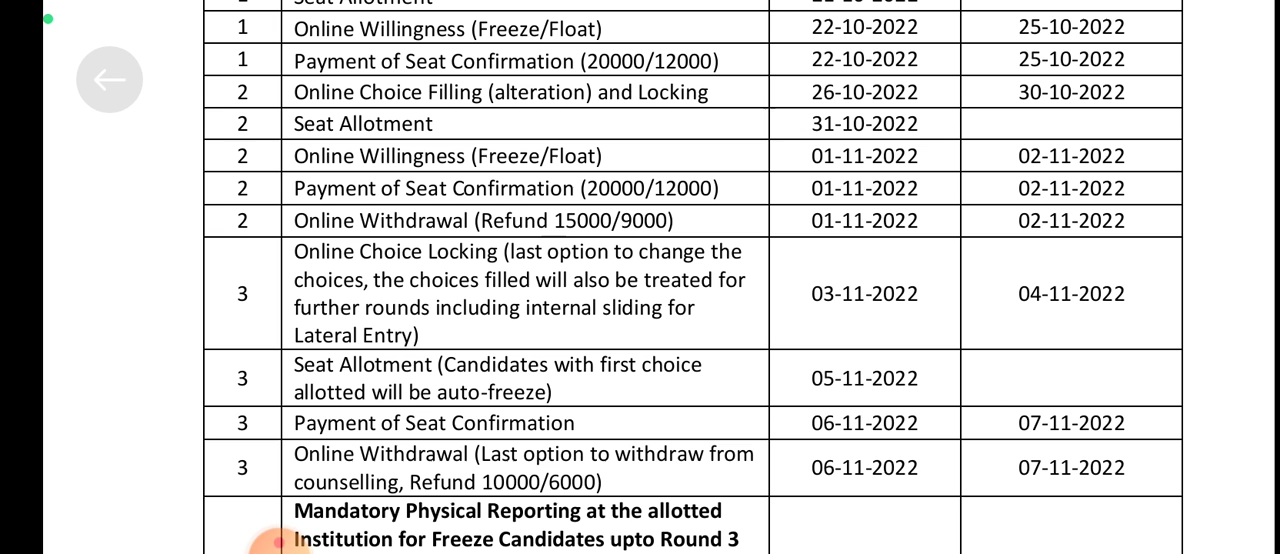 Seat Allotment
1 Online Willingness (Freeze/Float) 22-10-2022 25-10-2022
1 Payment of Seat Confirmation (20000/12000) 22-10-2022 25-10-2022
2 Online Choice Filling (alteration) and Locking 26-10-2022 30-10-2022
2 Seat Allotment 31-10-2022
2 Online Willingness (Freeze/Float) 01-11-2022 02-11-2022
2 Payment of Seat Confirmation (20000/12000) 01-11-2022 02-11-2022
2 Online Withdrawal (Refund 15000/9000) 01-11-2022 02-11-2022
Online Choice Locking (last option to change the
choices, the choices filled will also be treated for
further rounds including internal sliding for
Lateral Entry)
3 03-11-2022 04-11-2022
Seat Allotment (Candidates with first choice
allotted will be auto-freeze)
3 05-11-2022
3 Payment of Seat Confirmation 06-11-2022 07-11-2022
Online Withdrawal (Last option to withdraw from
counselling, Refund 10000/6000)
3 06-11-2022 07-11-2022
Mandatory Physical Reporting at the allotted
Institution for Freeze Candidates upto Round 3